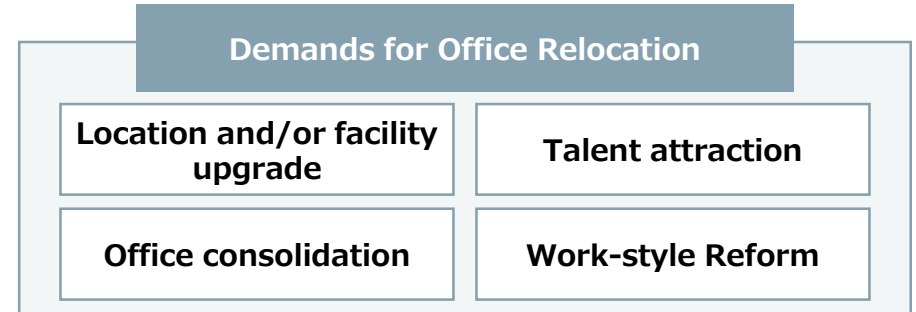 Demands for Office Relocation
Location and/or facility
upgrade
Talent attraction
Office consolidation
Work-style Reform